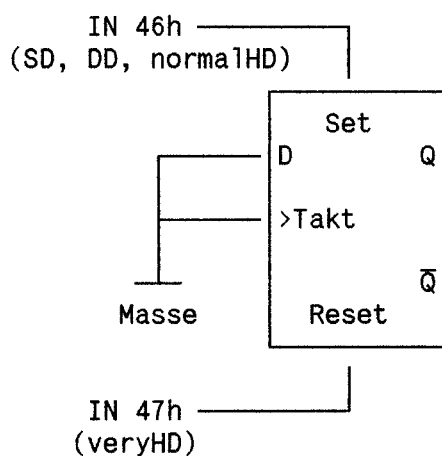 IN 46h
(SD, DD, normalHD)
Set
D Q
>Takt
Q̅
Masse Reset
IN 47h
(veryHD)